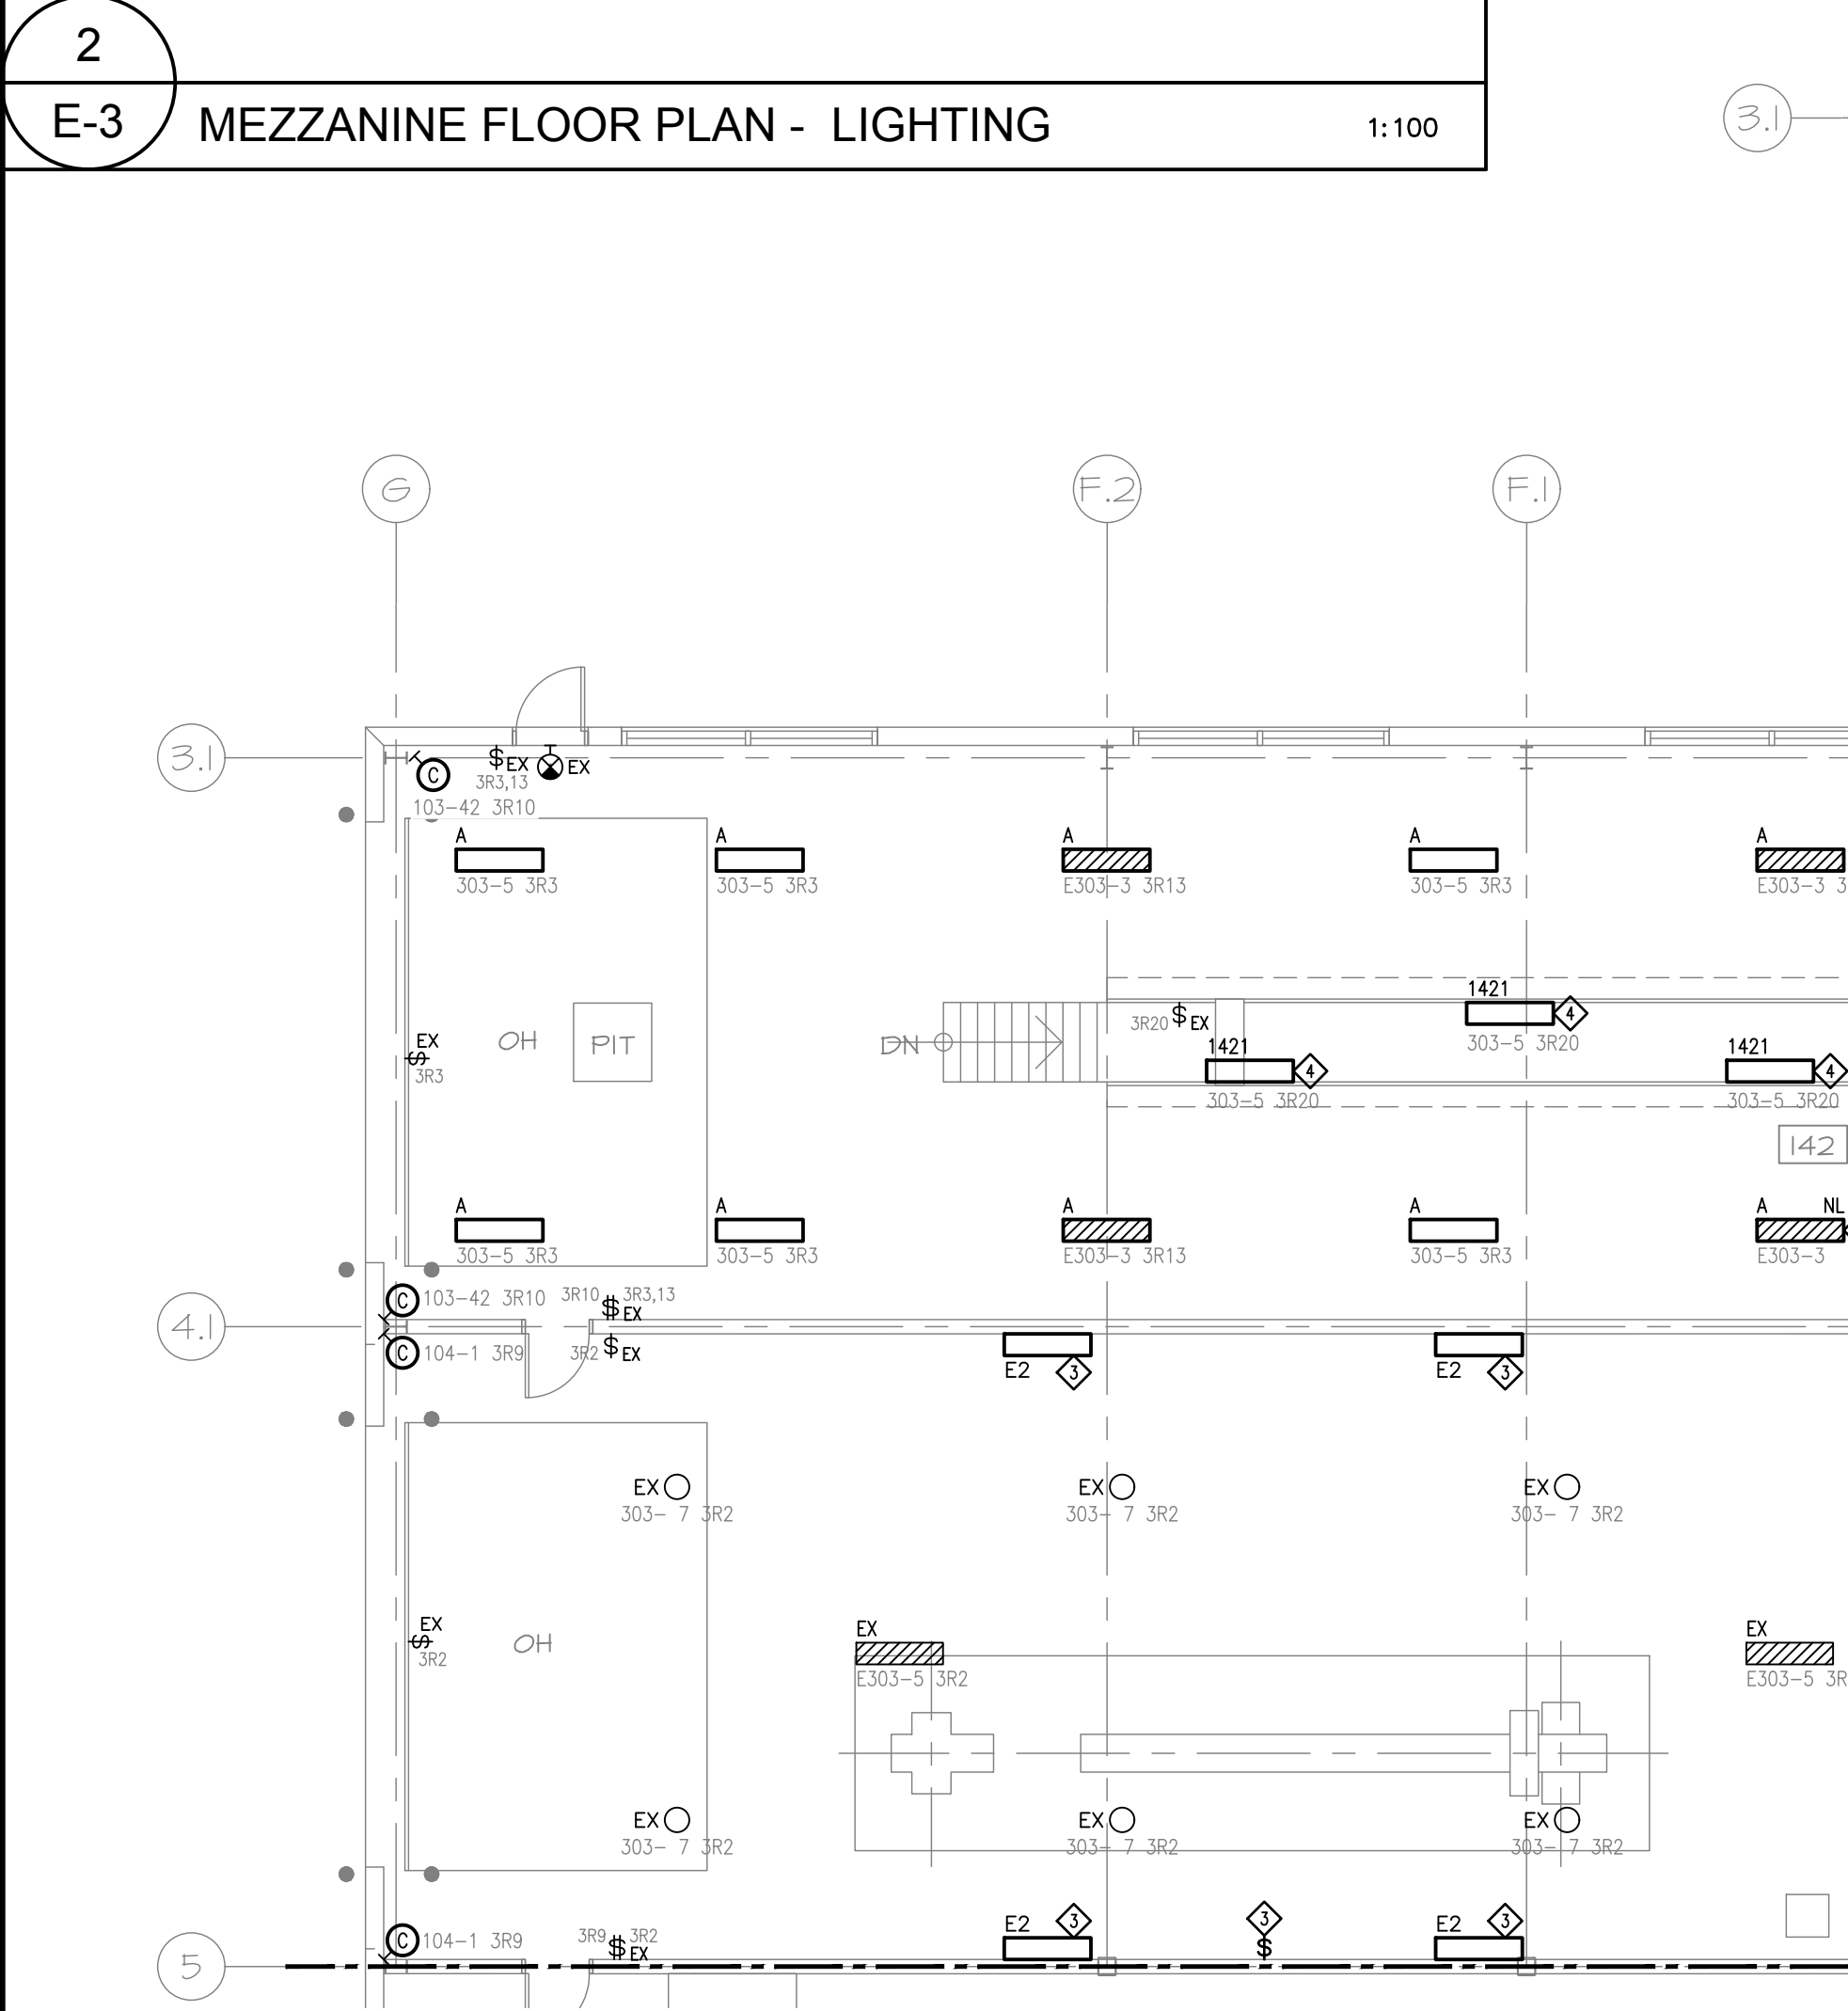 2
E-3 MEZZANINE FLOOR PLAN - LIGHTING 1:100
3.1
G F.2 F.1
3.1
$EX EX
C 3R3,13
103-42 3R10
A A A A A
303-5 3R3 303-5 3R3 E303-3 3R13 303-5 3R3 E303-3 3
1421
3R20 $EX 4
EX OH PIT DN 1421 303-5 3R20 1421
$ 4 4
3R3 303-5 3R20 303-5 3R20
142
A A A A A NL
303-5 3R3 303-5 3R3 E303-3 3R13 303-5 3R3 E303-3
C 103-42 3R10 3R10 $EX 3R3,13
4.1
C 104-1 3R9 3R2 $EX
E2 3 E2 3
EX EX EX
303- 7 3R2 303- 7 3R2 303- 7 3R2
EX EX EX
$ OH
3R2 E303-5 3R2 E303-5 3R
EX EX EX
303- 7 3R2 303- 7 3R2 303- 7 3R2
E2 3 3 E2 3
C 104-1 3R9 3R9 $EX 3R2 $
5